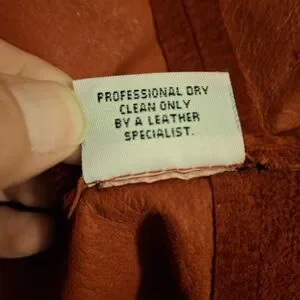 PROFESSIONAL DRY
CLEAN ONLY
BY A LEATHER
SPECIALIST.